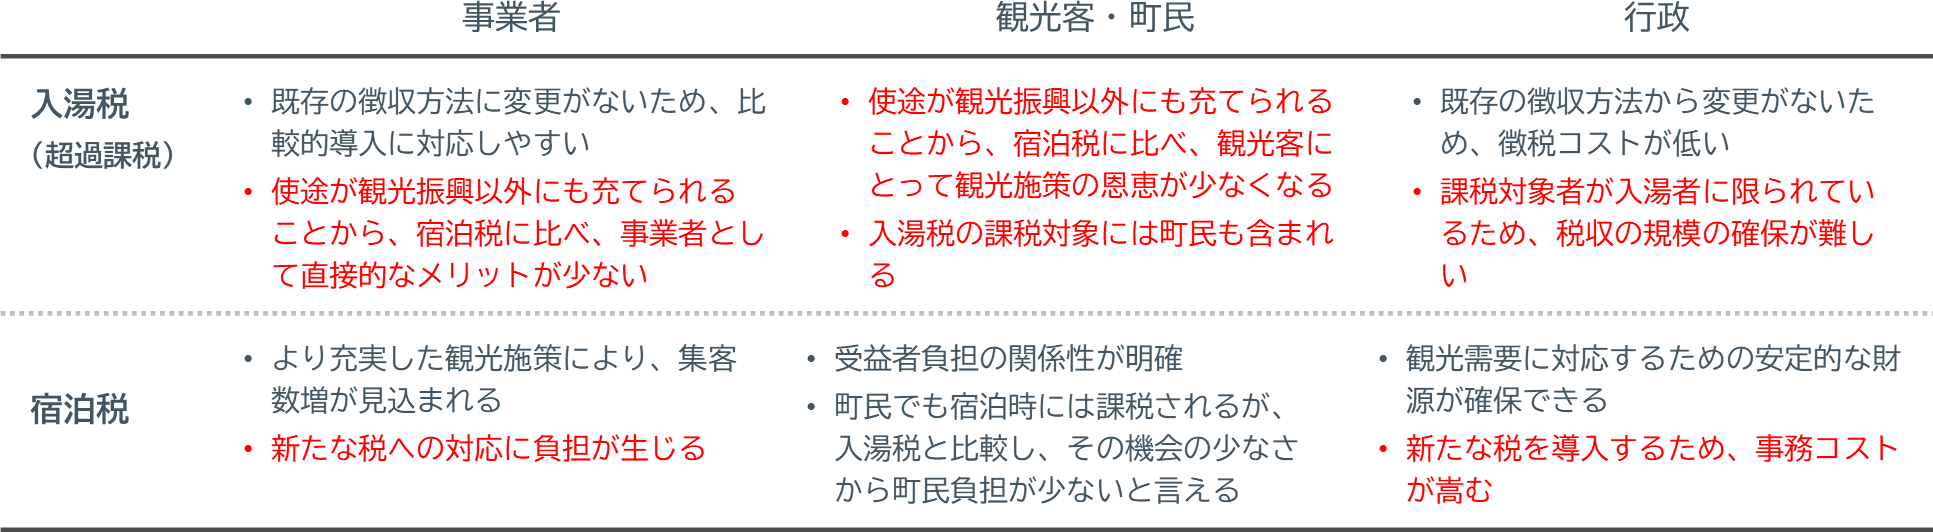 事業者
観光客・町民
行政
入湯税
（超過課税）
• 既存の徴収方法に変更がないため、比
較的導入に対応しやすい
• 使途が観光振興以外にも充てられる
ことから、宿泊税に比べ、事業者とし
て直接的なメリットが少ない
• 使途が観光振興以外にも充てられる
ことから、宿泊税に比べ、観光客に
とって観光施策の恩恵が少なくなる
• 入湯税の課税対象には町民も含まれ
る
• 既存の徴収方法から変更がないた
め、徴税コストが低い
• 課税対象者が入湯者に限られてい
るため、税収の規模の確保が難し
い
宿泊税
• より充実した観光施策により、集客
数増が見込まれる
• 新たな税への対応に負担が生じる
• 受益者負担の関係性が明確
• 町民でも宿泊時には課税されるが、
入湯税と比較し、その機会の少なさ
から町民負担が少ないと言える
• 観光需要に対応するための安定的な財
源が確保できる
• 新たな税を導入するため、事務コスト
が嵩む